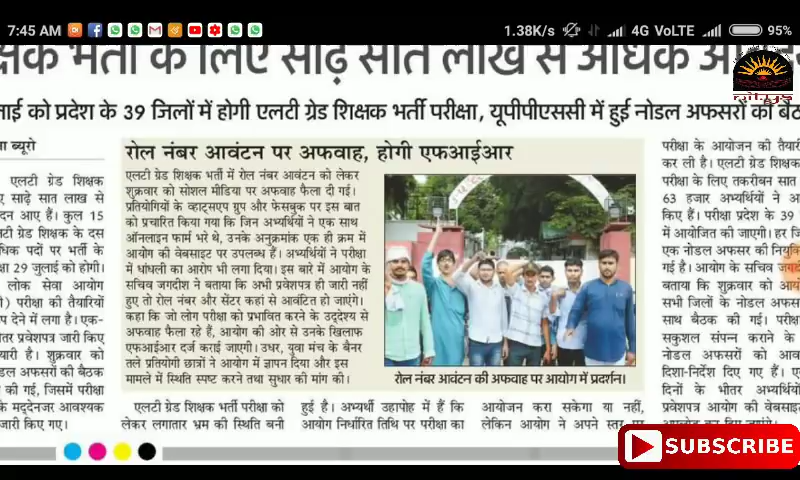 7:45 AM
1.38K/s 4G VoLTE 95%
भर्ती के लिए साढ़े सात लाख से अधिक
को प्रदेश के 39 जिलों में होगी एलटी ग्रेड शिक्षक भर्ती परीक्षा, यूपीपीएससी में हुई नोडल अफसरों की
ब्यूरो
एलटी ग्रेड शिक्षक
साढ़े सात लाख से
आए हैं। कुल 15
ग्रेड शिक्षक के दस
पदों पर भर्ती के
29 जुलाई को होगी।
लोक सेवा आयोग
परीक्षा की तैयारियों
देने में लगा है। एक-
प्रवेशपत्र जारी किए
है। शुक्रवार को
अफसरों की बैठक
की गई, जिसमें परीक्षा
के मद्देनजर आवश्यक
जारी किए गए।
रोल नंबर आवंटन पर अफवाह, होगी एफआईआर
एलटी ग्रेड शिक्षक भर्ती में रोल नंबर आवंटन को लेकर
शुक्रवार को सोशल मीडिया पर अफवाह फैला दी गई।
प्रतियोगियों के व्हाट्सएप ग्रुप और फेसबुक पर इस बात
को प्रचारित किया गया कि जिन अभ्यर्थियों ने एक साथ
ऑनलाइन फार्म भरे थे, उनके अनुक्रमांक एक ही क्रम में
आयोग की वेबसाइट पर उपलब्ध हैं। अभ्यर्थियों ने परीक्षा
में धांधली का आरोप भी लगा दिया। इस बारे में आयोग के
सचिव जगदीश ने बताया कि अभी प्रवेशपत्र ही जारी नहीं
हुए तो रोल नंबर और सेंटर कहां से आवंटित हो जाएंगे।
कहा कि जो लोग परीक्षा को प्रभावित करने के उद्देश्य से
अफवाह फैला रहे हैं, आयोग की ओर से उनके खिलाफ
एफआईआर दर्ज कराई जाएगी। उधर, युवा मंच के बैनर
तले प्रतियोगी छात्रों ने आयोग में ज्ञापन दिया और इस
मामले में स्थिति स्पष्ट करने तथा सुधार की मांग की।
रोल नंबर आवंटन की अफवाह पर आयोग में प्रदर्शन।
एलटी ग्रेड शिक्षक भर्ती परीक्षा को
लेकर लगातार भ्रम की स्थिति बनी
हुई है। अभ्यर्थी उहापोह में हैं कि
आयोग निर्धारित तिथि पर परीक्षा का
आयोजन करा सकेगा या नहीं,
लेकिन आयोग ने अपने स्तर पर
परीक्षा के आयोजन की तैयारी
कर ली है। एलटी ग्रेड शिक्षक
परीक्षा के लिए तकरीबन सात
63 हजार अभ्यर्थियों ने
किए हैं। परीक्षा प्रदेश के 39
में आयोजित की जाएगी। हर
एक नोडल अफसर की
गई है। आयोग के सचिव
बताया कि शुक्रवार को
सभी जिलों के नोडल
साथ बैठक की गई।
सकुशल संपन्न कराने के
नोडल अफसरों को
दिशा-निर्देश दिए गए हैं।
दिनों के भीतर
प्रवेशपत्र आयोग की
SUBSCRIBE